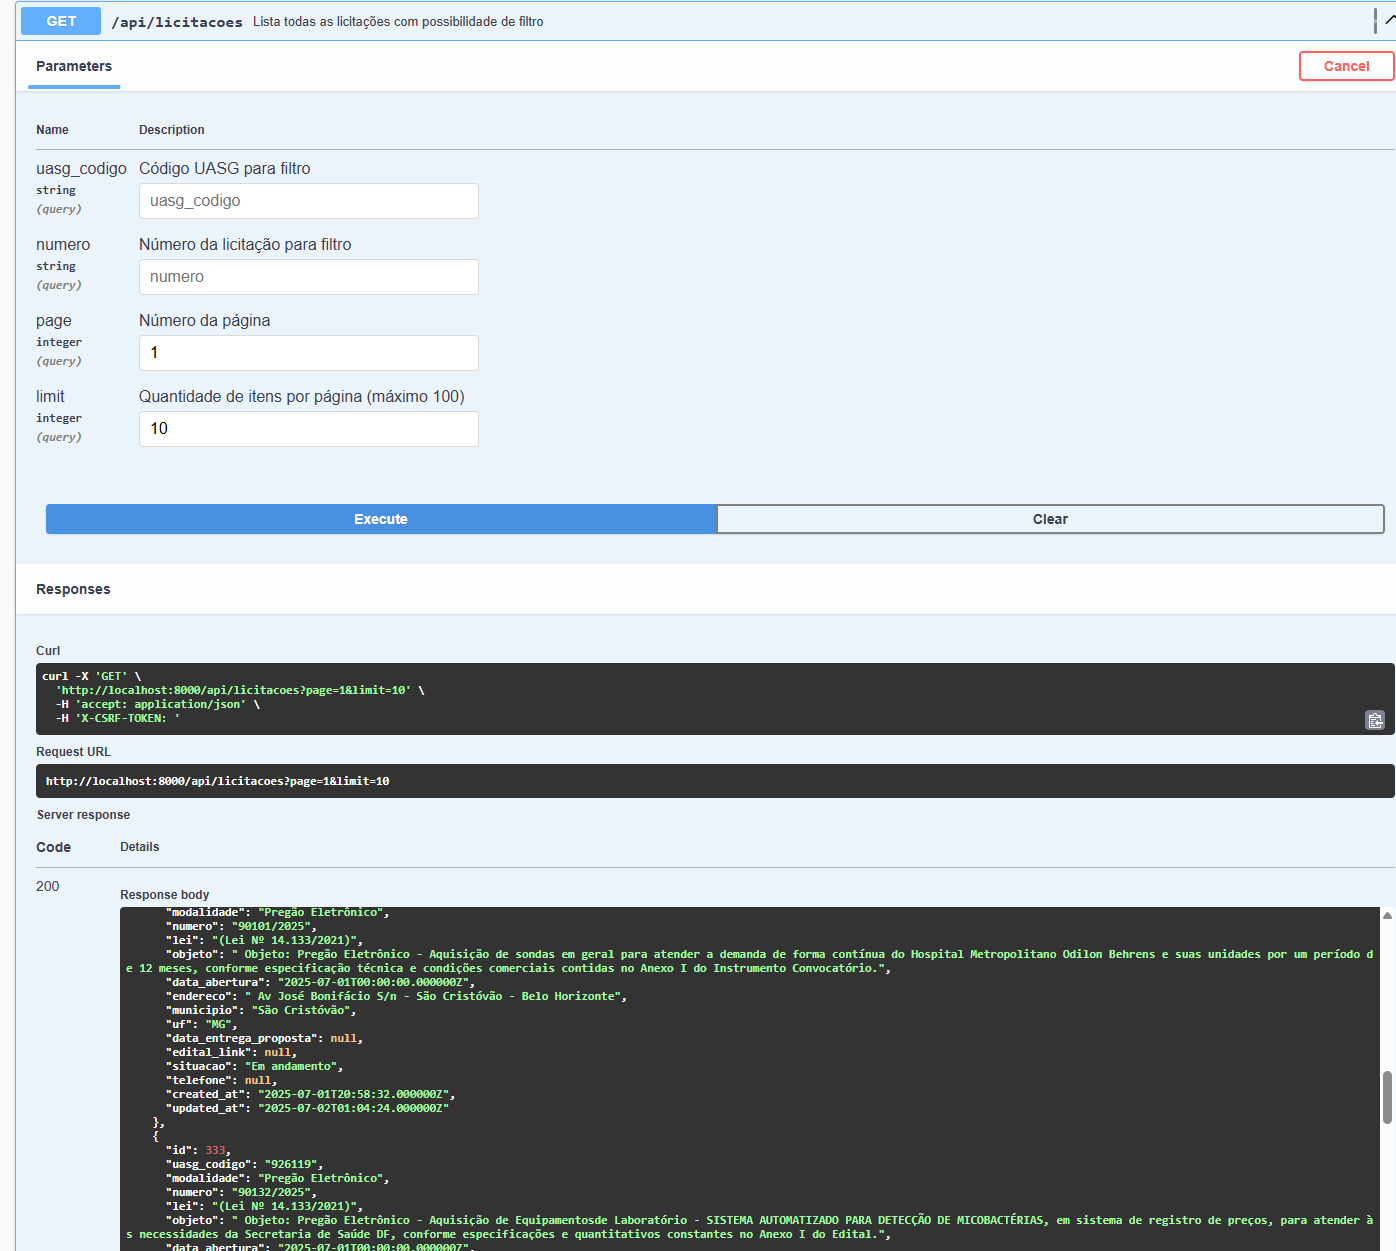 GET /api/licitacoes Lista todas as licitações com possibilidade de filtro
Parameters
Cancel
Name Description
uasg_codigo Código UASG para filtro
string
(query)
uasg_codigo
numero Número da licitação para filtro
string
(query)
numero
page Número da página
integer
(query)
1
limit Quantidade de itens por página (máximo 100)
integer
(query)
10
Execute Clear
Responses
Curl
curl -X 'GET' \
'http://localhost:8000/api/licitacoes?page=1&limit=10' \
-H 'accept: application/json' \
-H 'X-CSRF-TOKEN: '
Request URL
http://localhost:8000/api/licitacoes?page=1&limit=10
Server response
Code Details
200
Response body
"modalidade": "Pregão Eletrônico",
"numero": "90101/2025",
"lei": "(Lei Nº 14.133/2021)",
"objeto": " Objeto: Pregão Eletrônico - Aquisição de sondas em geral para atender a demanda de forma contínua do Hospital Metropolitano Odilon Behrens e suas unidades por um período d
e 12 meses, conforme especificação técnica e condições comerciais contidas no Anexo I do Instrumento Convocatório.",
"data_abertura": "2025-07-01T00:00:00.000000Z",
"endereco": " Av José Bonifácio S/n - São Cristóvão - Belo Horizonte",
"municipio": "São Cristóvão",
"uf": "MG",
"data_entrega_proposta": null,
"edital_link": null,
"situacao": "Em andamento",
"telefone": null,
"created_at": "2025-07-01T20:58:32.000000Z",
"updated_at": "2025-07-02T01:04:24.000000Z"
},
{
"id": 333,
"uasg_codigo": "926119",
"modalidade": "Pregão Eletrônico",
"numero": "90132/2025",
"lei": "(Lei Nº 14.133/2021)",
"objeto": " Objeto: Pregão Eletrônico - Aquisição de Equipamentosde Laboratório - SISTEMA AUTOMATIZADO PARA DETECÇÃO DE MICOBACTÉRIAS, em sistema de registro de preços, para atender à
s necessidades da Secretaria de Saúde DF, conforme especificações e quantitativos constantes no Anexo I do Edital.",
"data_abertura": "2025-07-01T00:00:00.000000Z",